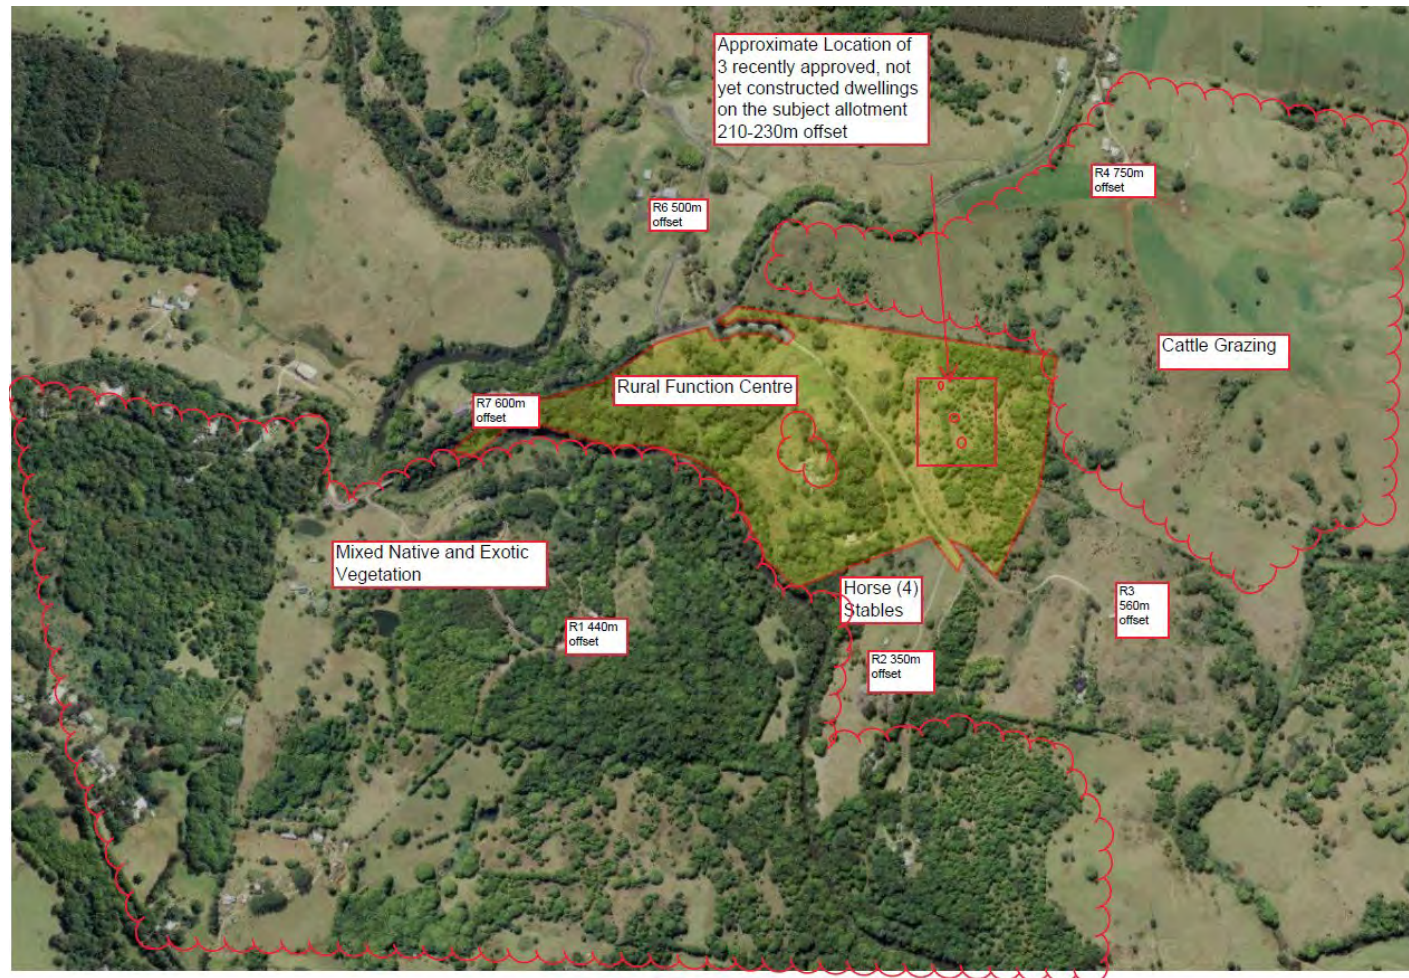 Approximate Location of
3 recently approved, not
yet constructed dwellings
on the subject allotment
210-230m offset
R4 750m
offset
R6 500m
offset
Cattle Grazing
Rural Function Centre
R7 600m
offset
Mixed Native and Exotic
Vegetation
Horse (4)
Stables
R3
560m
offset
R1 440m
offset
R2 350m
offset